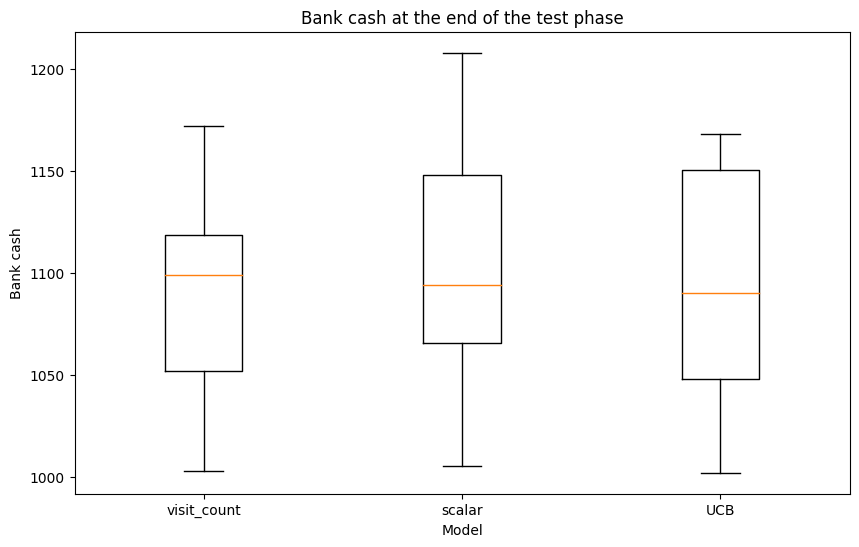 Bank cash at the end of the test phase
1200
1150
1100
1050
1000
Bank cash
visit_count scalar UCB
Model